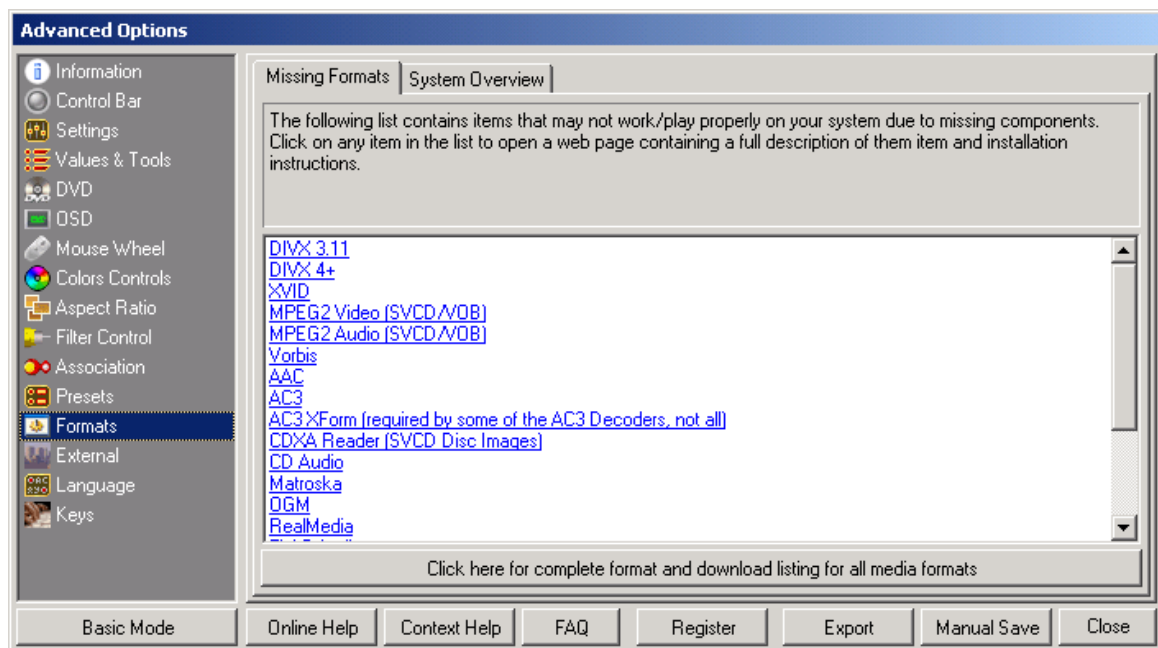 Advanced Options
Information
Control Bar
Settings
Values & Tools
DVD
OSD
Mouse Wheel
Colors Controls
Aspect Ratio
Filter Control
Association
Presets
Formats
External
Language
Keys
Missing Formats
System Overview
The following list contains items that may not work/play properly on your system due to missing components.
Click on any item in the list to open a web page containing a full description of them item and installation
instructions.
DIVX 3.11
DIVX 4+
XVID
MPEG2 Video (SVCD/VOB)
MPEG2 Audio (SVCD/VOB)
Vorbis
AAC
AC3
AC3 XForm (required by some of the AC3 Decoders, not all)
CDXA Reader (SVCD Disc Images)
CD Audio
Matroska
OGM
RealMedia
Click here for complete format and download listing for all media formats
Basic Mode
Online Help
Context Help
FAQ
Register
Export
Manual Save
Close